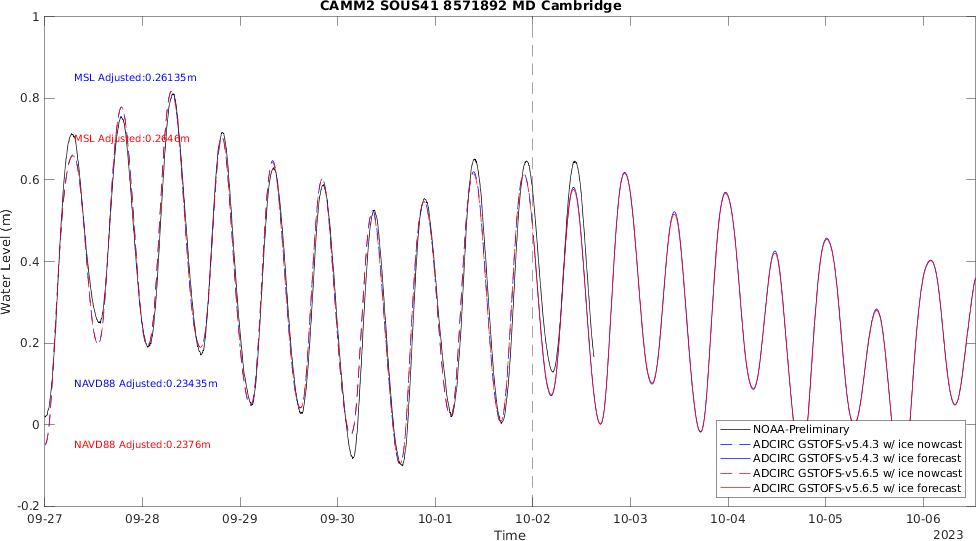 CAMM2 SOUS41 8571892 MD Cambridge
1
0.8
0.6
0.4
0.2
0
-0.2
Water Level (m)
MSL Adjusted:0.26135m
MSL Adjusted:0.2646m
NAVD88 Adjusted:0.23435m
NAVD88 Adjusted:0.2376m
NOAA-Preliminary
ADCIRC GSTOFS-v5.4.3 w/ ice nowcast
ADCIRC GSTOFS-v5.4.3 w/ ice forecast
ADCIRC GSTOFS-v5.6.5 w/ ice nowcast
ADCIRC GSTOFS-v5.6.5 w/ ice forecast
09-27 09-28 09-29 09-30 10-01 10-02 10-03 10-04 10-05 10-06
Time
2023